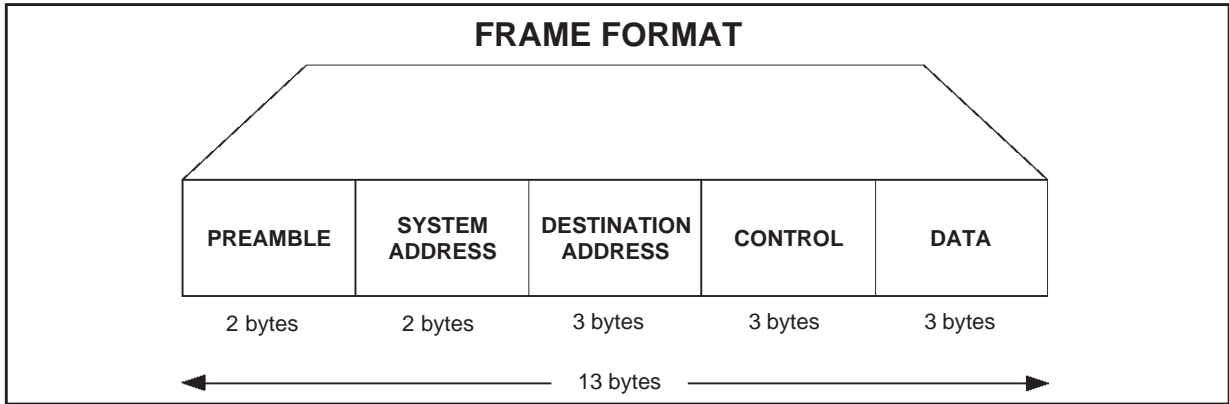 FRAME FORMAT
PREAMBLE
SYSTEM
ADDRESS
DESTINATION
ADDRESS
CONTROL
DATA
2 bytes
2 bytes
3 bytes
3 bytes
3 bytes
13 bytes